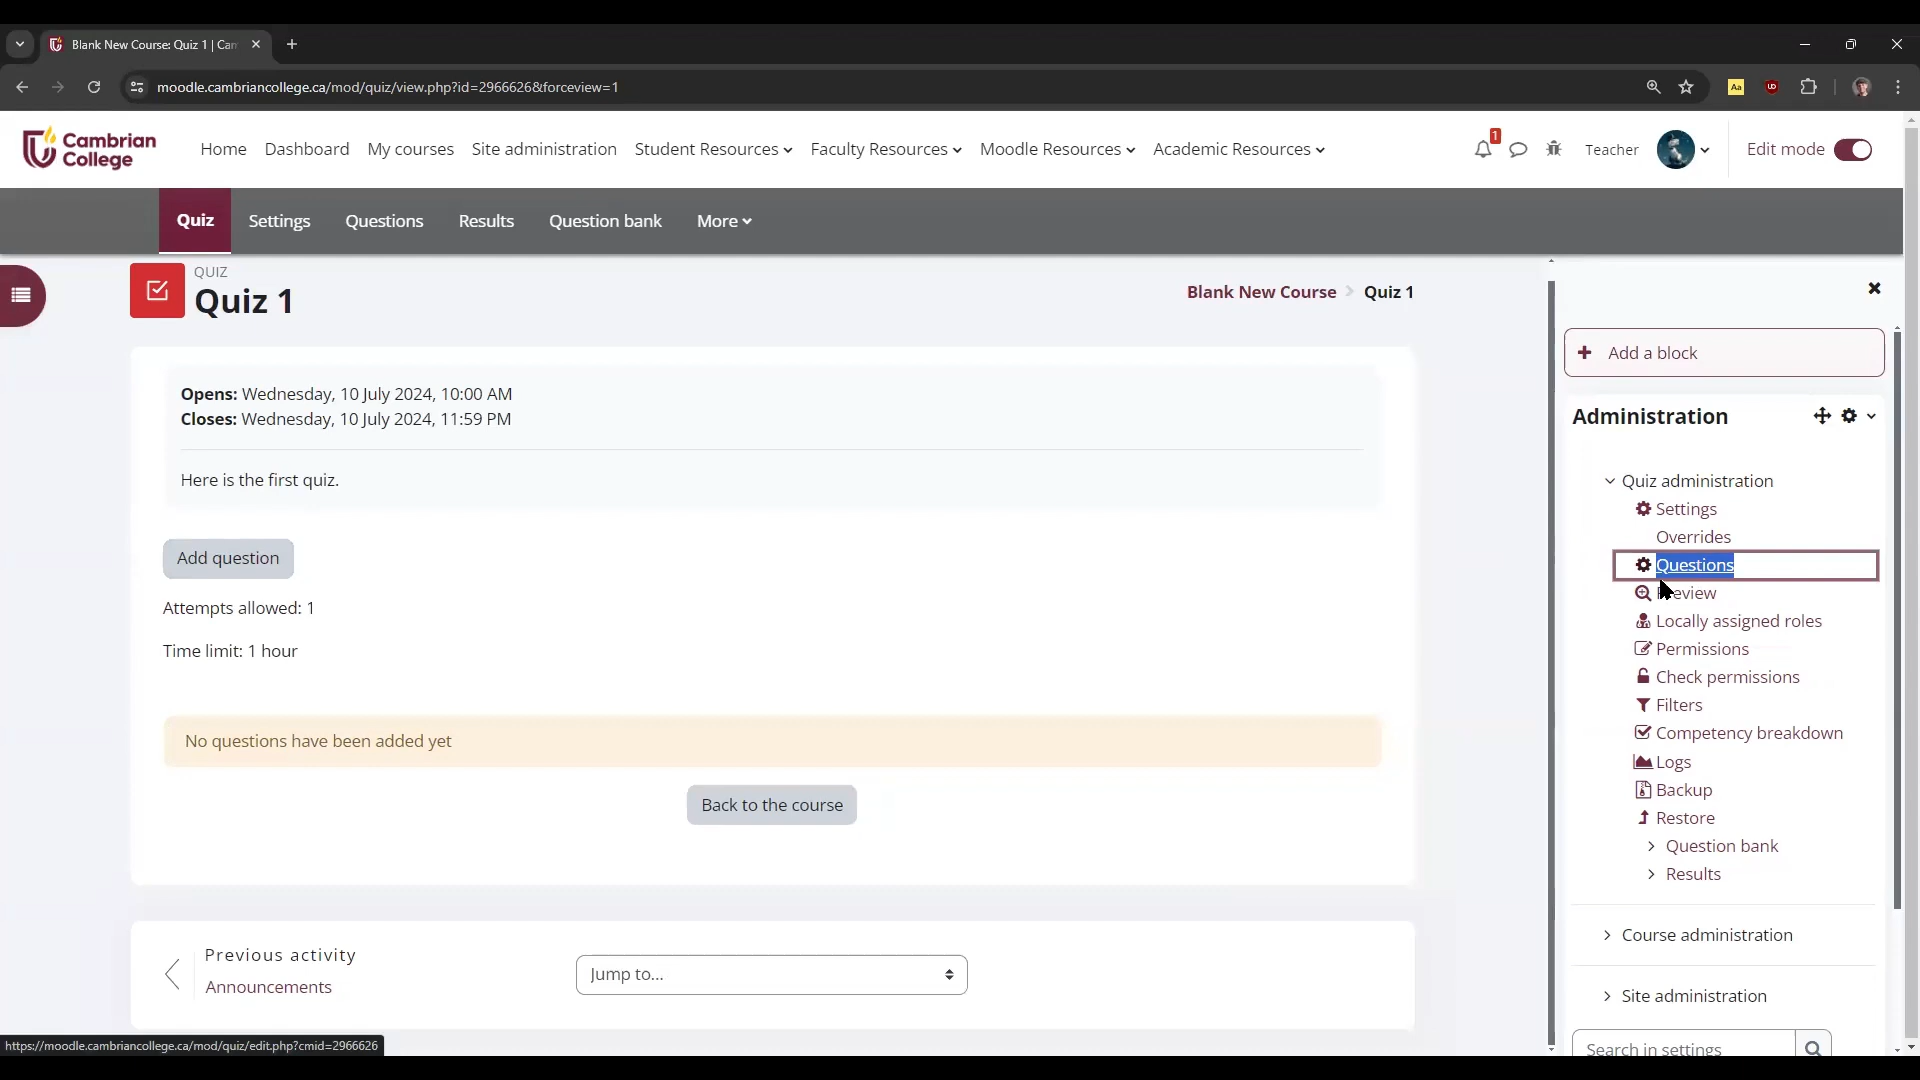 Blank New Course: Quiz 1 | Can
moodle.cambriancollege.ca/mod/quiz/view.php?id=2966626&forceview=1
Aa
Cambrian
College
Home Dashboard My courses Site administration Student Resources Faculty Resources Moodle Resources Academic Resources
1
Teacher
Edit mode
Quiz Settings Questions Results Question bank More
QUIZ
Quiz 1
Blank New Course Quiz 1
Opens: Wednesday, 10 July 2024, 10:00 AM
Closes: Wednesday, 10 July 2024, 11:59 PM
Here is the first quiz.
Add question
Attempts allowed: 1
Time limit: 1 hour
No questions have been added yet
Back to the course
Previous activity
Announcements
Jump to...
Add a block
Administration
Quiz administration
Settings
Overrides
Questions
eview
Locally assigned roles
Permissions
Check permissions
Filters
Competency breakdown
Logs
Backup
Restore
Question bank
Results
Course administration
Site administration
Search in settings
https://moodle.cambriancollege.ca/mod/quiz/edit.php?cmid=2966626